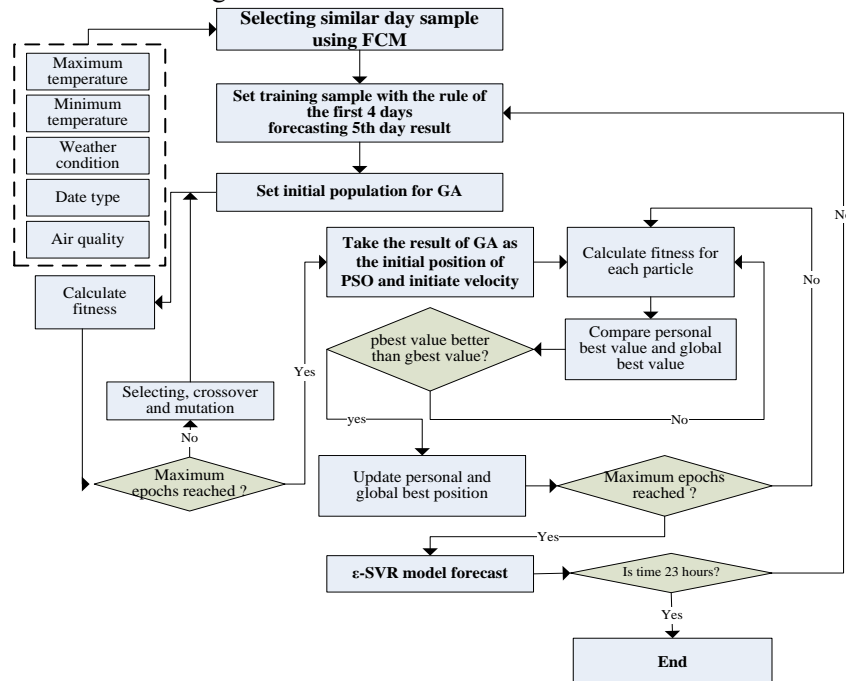 Selecting similar day sample
using FCM
Maximum
temperature
Minimum
temperature
Weather
condition
Date type
Air quality
Set training sample with the rule of
the first 4 days
forecasting 5th day result
Set initial population for GA
Calculate
fitness
Selecting, crossover
and mutation
No
Maximum
epochs reached ?
Yes
Take the result of GA as
the initial position of
PSO and initiate velocity
Calculate fitness for
each particle
Compare personal
best value and global
best value
pbest value better
than gbest value?
No
yes
Update personal and
global best position
Maximum epochs
reached ?
No
Yes
ε-SVR model forecast
Is time 23 hours?
Yes
End